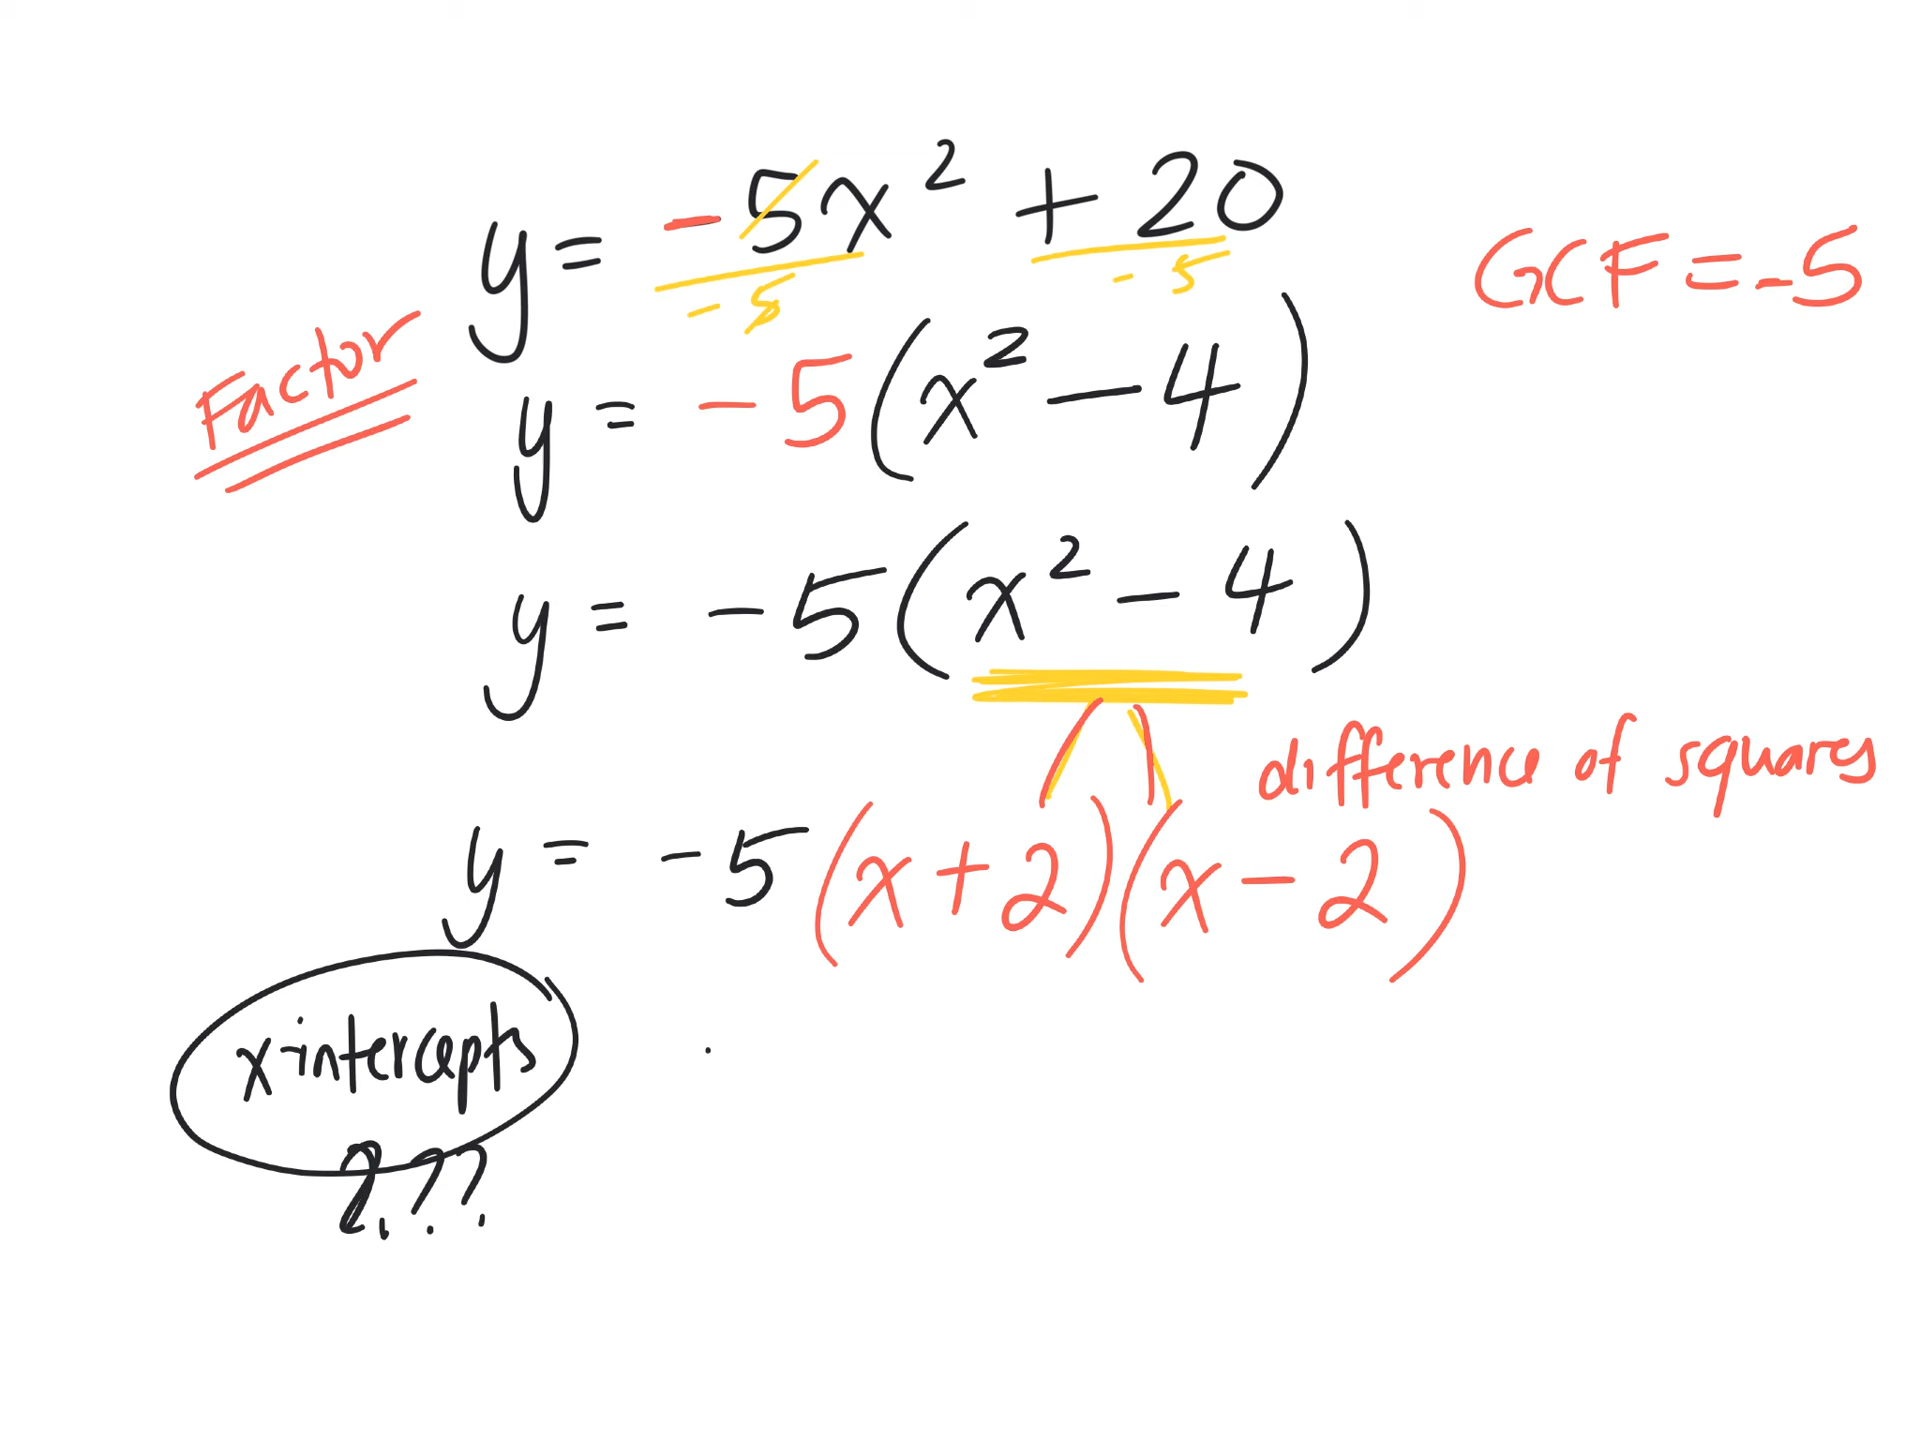 y = -5x² + 20
-5 -5
GCF = -5
Factor
y = -5(x² - 4)
y = -5(x² - 4)
difference of squares
y = -5(x+2)(x-2)
x-intercepts
???